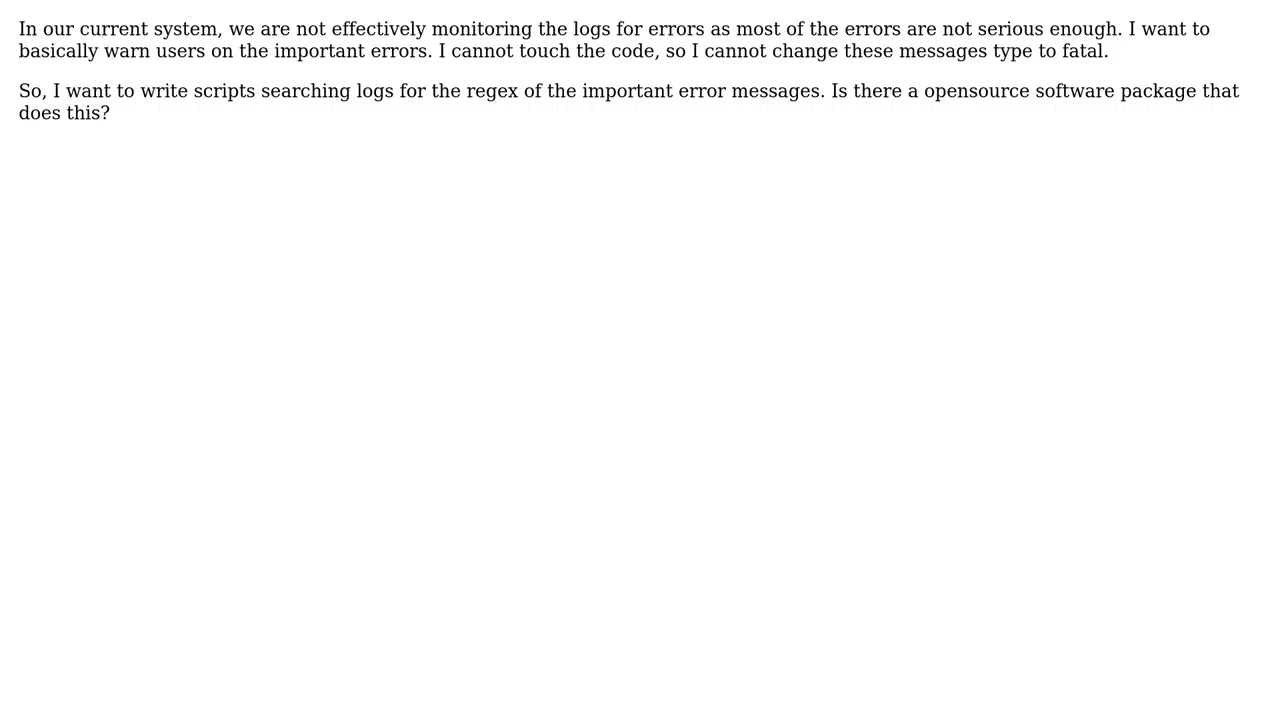 In our current system, we are not effectively monitoring the logs for errors as most of the errors are not serious enough. I want to
basically warn users on the important errors. I cannot touch the code, so I cannot change these messages type to fatal.
So, I want to write scripts searching logs for the regex of the important error messages. Is there a opensource software package that
does this?